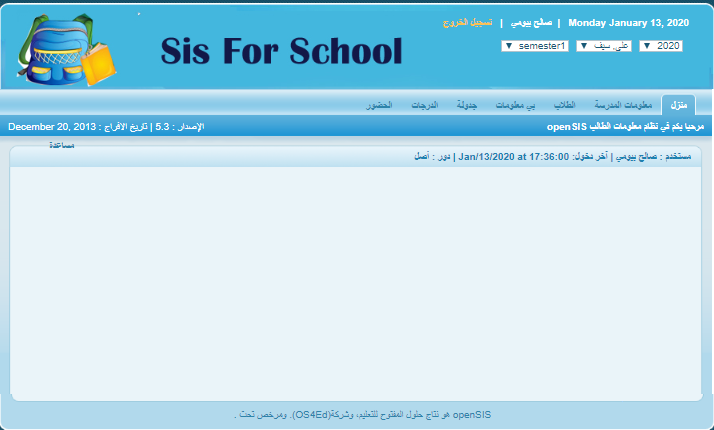 Monday January 13, 2020 | صالح بيومي | تسجيل الخروج
Sis For School
2020 علي, سيف semester1
منزل معلومات المدرسة الطلاب بي معلومات جدولة الدرجات الحضور
مرحبا بكم في نظام معلومات الطالب openSIS
الإصدار : 5.3 | تاريخ الافراج : December 20, 2013
مساعدة
مستخدم : صالح بيومي | آخر دخول: Jan/13/2020 at 17:36:00 | دور : أصل
openSIS هو نتاج حلول المفتوح للتعليم، وشركة(OS4Ed). ومرخص تحت .